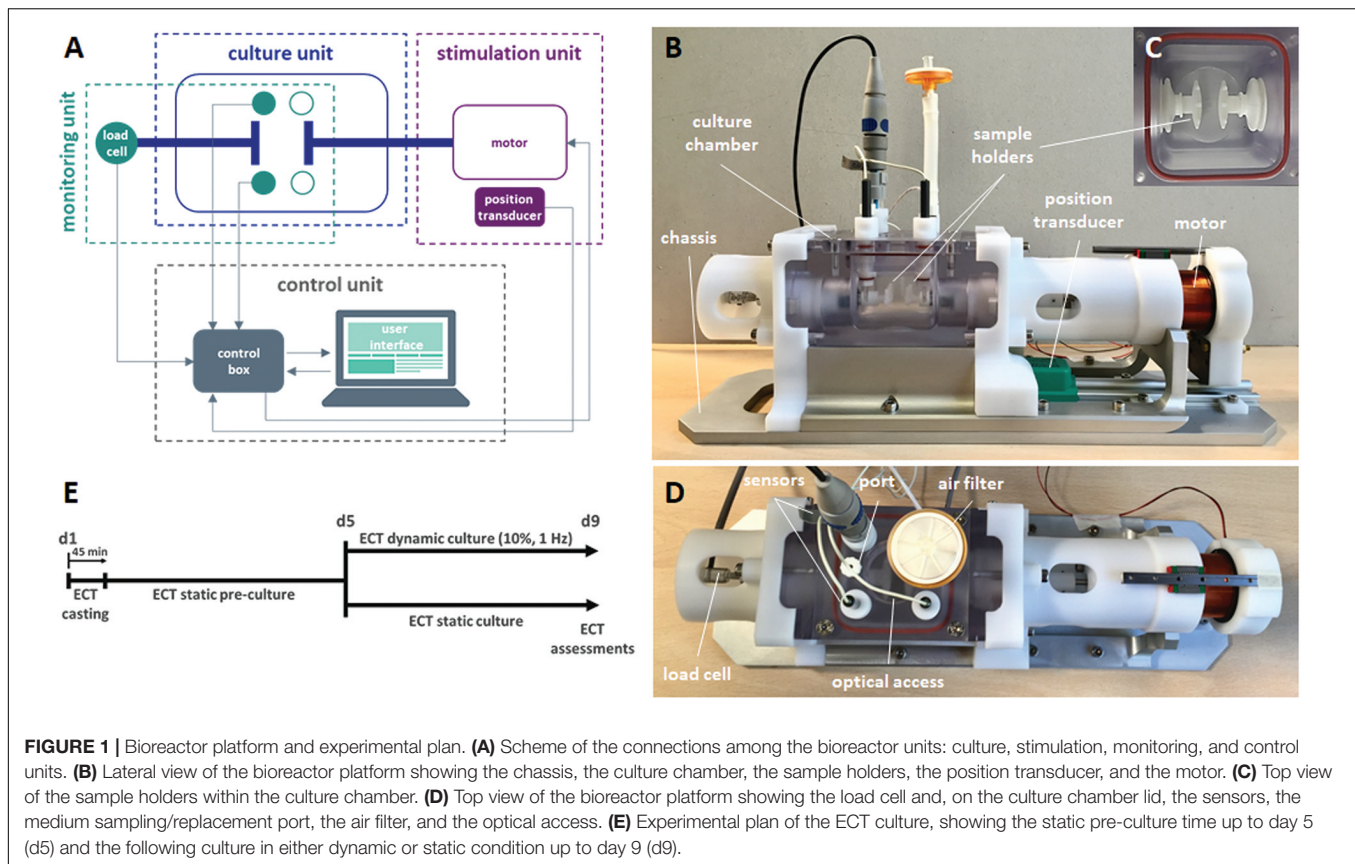 A
culture unit
stimulation unit
monitoring unit
load
cell
motor
position
transducer
control unit
control
box
user
interface
B
culture
chamber
sample
holders
position
transducer
motor
chassis
C
D
sensors
port
air filter
load cell
optical access
E
d1
45 min
ECT
casting
ECT static pre-culture
d5
ECT dynamic culture (10%, 1 Hz)
d9
ECT static culture
ECT
assessments
FIGURE 1 | Bioreactor platform and experimental plan. (A) Scheme of the connections among the bioreactor units: culture, stimulation, monitoring, and control
units. (B) Lateral view of the bioreactor platform showing the chassis, the culture chamber, the sample holders, the position transducer, and the motor. (C) Top view
of the sample holders within the culture chamber. (D) Top view of the bioreactor platform showing the load cell and, on the culture chamber lid, the sensors, the
medium sampling/replacement port, the air filter, and the optical access. (E) Experimental plan of the ECT culture, showing the static pre-culture time up to day 5
(d5) and the following culture in either dynamic or static condition up to day 9 (d9).